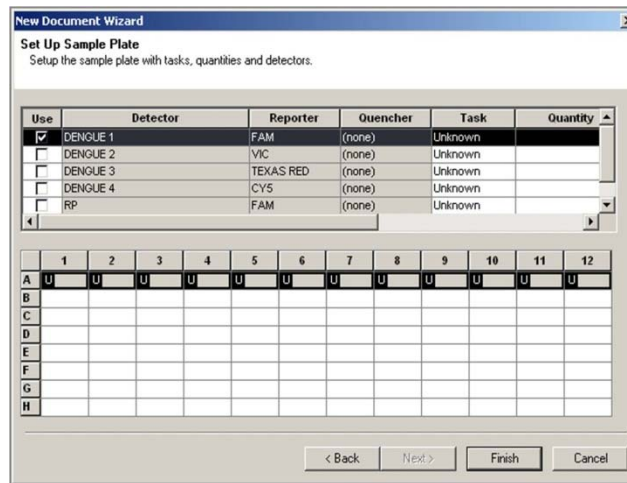 New Document Wizard
Set Up Sample Plate
Setup the sample plate with tasks, quantities and detectors.
Use Detector Reporter Quencher Task Quantity
DENGUE 1 FAM (none) Unknown
DENGUE 2 VIC (none) Unknown
DENGUE 3 TEXAS RED (none) Unknown
DENGUE 4 CY5 (none) Unknown
RP FAM (none) Unknown
1 2 3 4 5 6 7 8 9 10 11 12
A U U U U U U U U U U U U
B
C
D
E
F
G
H
< Back Next > Finish Cancel